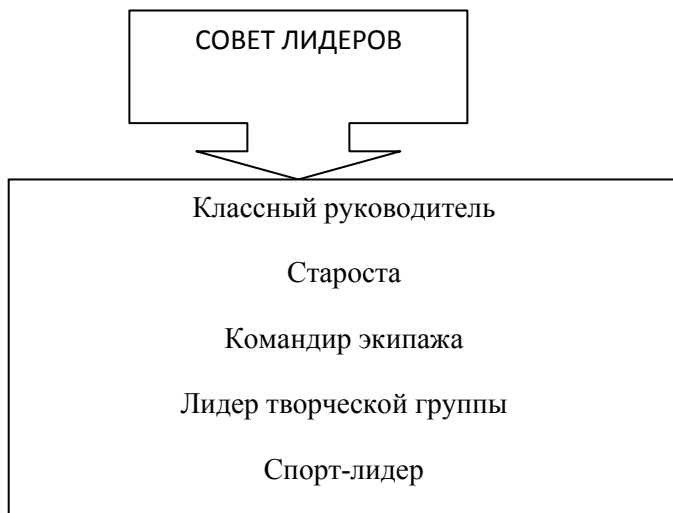 СОВЕТ ЛИДЕРОВ
Классный руководитель
Староста
Командир экипажа
Лидер творческой группы
Спорт-лидер